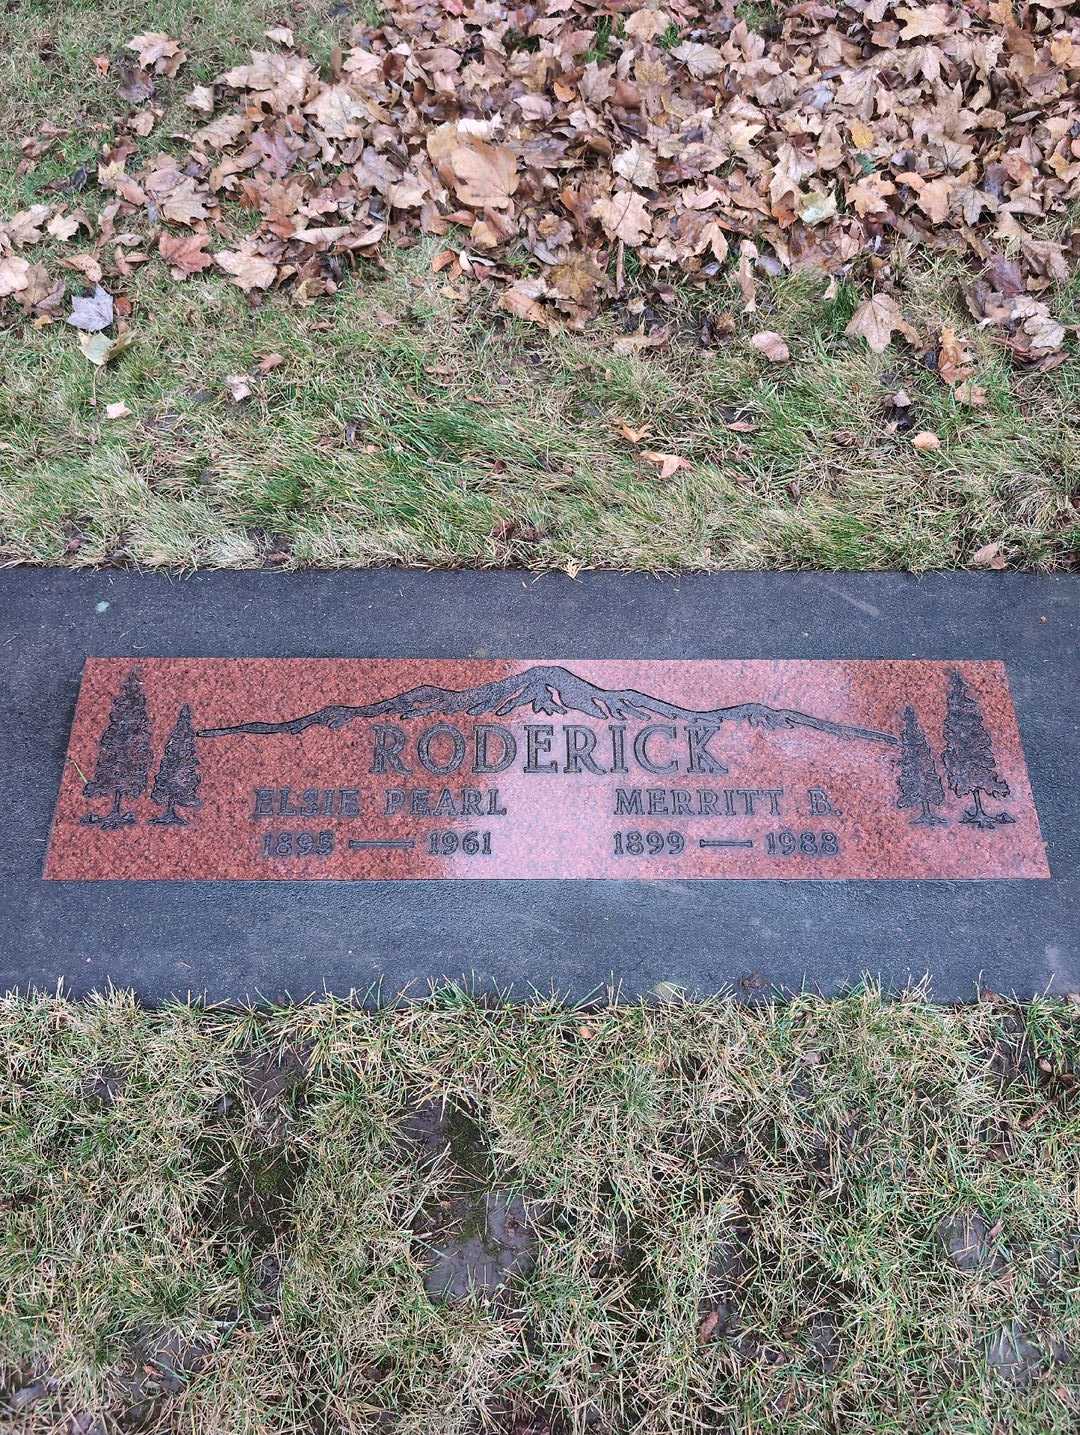 RODERICK
ELSIE PEARL MERRITT B.
1895 — 1961 1899 — 1988